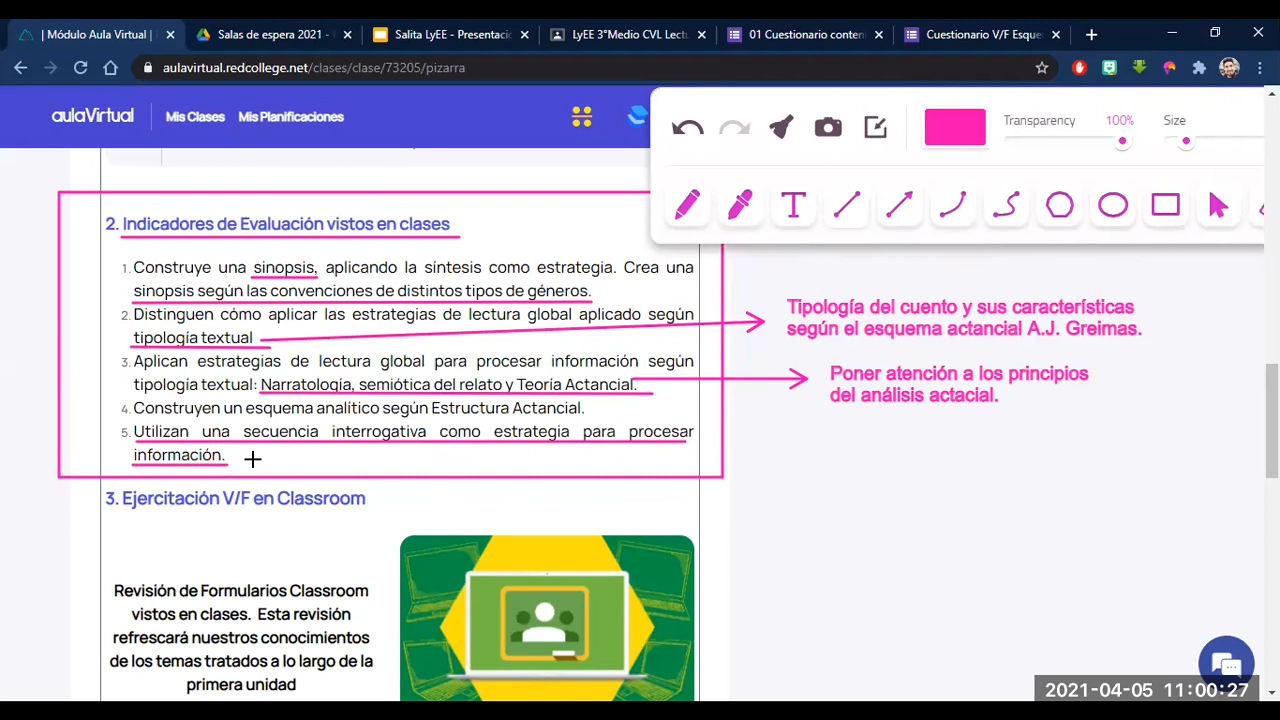 | Módulo Aula Virtual |
Salas de espera 2021 -
Salita LyEE - Presentacio
LyEE 3°Medio CVL Lectu
01 Cuestionario conten
Cuestionario V/F Esque
aulavirtual.redcollege.net/clases/clase/73205/pizarra
aulaVirtual
Mis Clases
Mis Planificaciones
Transparency
100%
Size
2. Indicadores de Evaluación vistos en clases
1. Construye una sinopsis, aplicando la síntesis como estrategia. Crea una
sinopsis según las convenciones de distintos tipos de géneros.
2. Distinguen cómo aplicar las estrategias de lectura global aplicado según
tipología textual
3. Aplican estrategias de lectura global para procesar información según
tipología textual: Narratología, semiótica del relato y Teoría Actancial.
4. Construyen un esquema analítico según Estructura Actancial.
5. Utilizan una secuencia interrogativa como estrategia para procesar
información.
Tipología del cuento y sus características
según el esquema actancial A.J. Greimas.
Poner atención a los principios
del análisis actacial.
3. Ejercitación V/F en Classroom
Revisión de Formularios Classroom
vistos en clases. Esta revisión
refrescará nuestros conocimientos
de los temas tratados a lo largo de la
primera unidad
2021-04-05 11:00:27